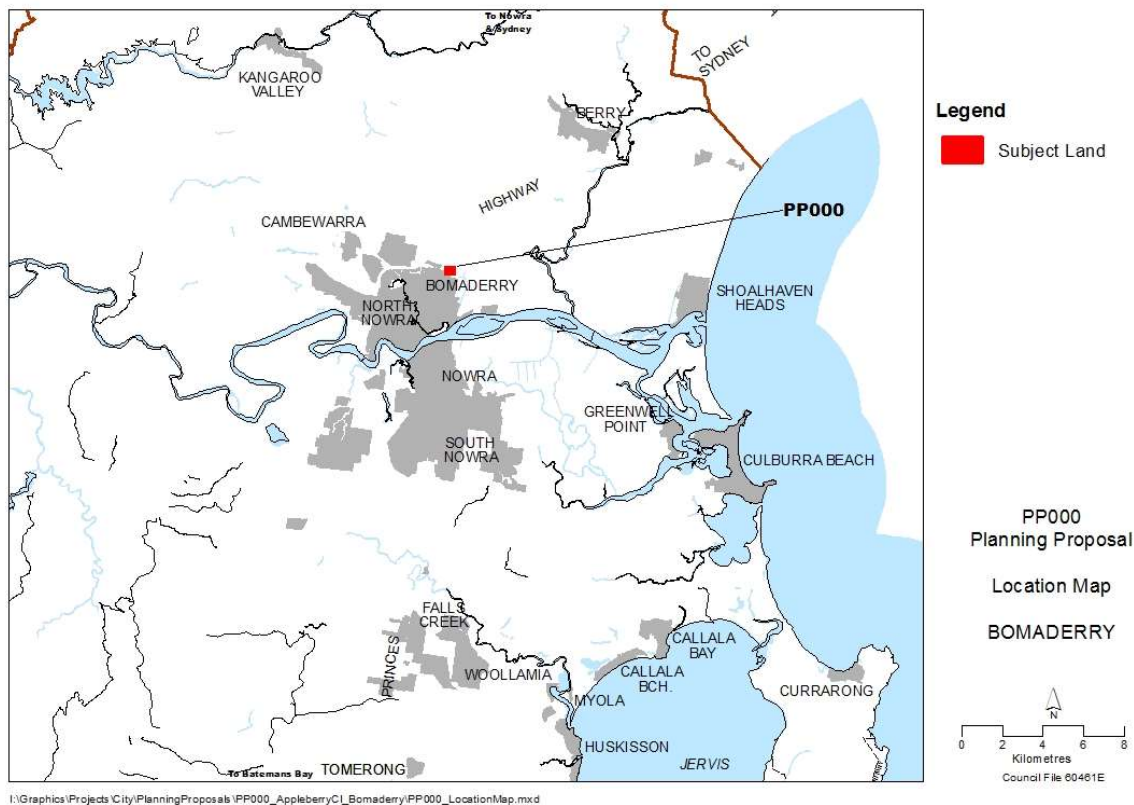 To Nowra
& Sydney
TO
SYDNEY
KANGAROO
VALLEY
BERRY
HIGHWAY
PP000
CAMBEWARRA
BOMADERRY
SHOALHAVEN
HEADS
NORTH
NOWRA
NOWRA
GREENWELL
POINT
SOUTH
NOWRA
CULBURRA BEACH
FALLS
CREEK
PRINCES
WOOLLAMIA
CALLALA
BAY
CALLALA
BCH.
MYOLA
CURRARONG
HUSKISSON
JERVIS
To Batemans Bay
TOMERONG
Legend
Subject Land
PP000
Planning Proposal
Location Map
BOMADERRY
N
0 2 4 6 8
Kilometres
Council File 60461E
I:\Graphics\Projects\City\PlanningProposals\PP000_AppleberryCl_Bomaderry\PP000_LocationMap.mxd